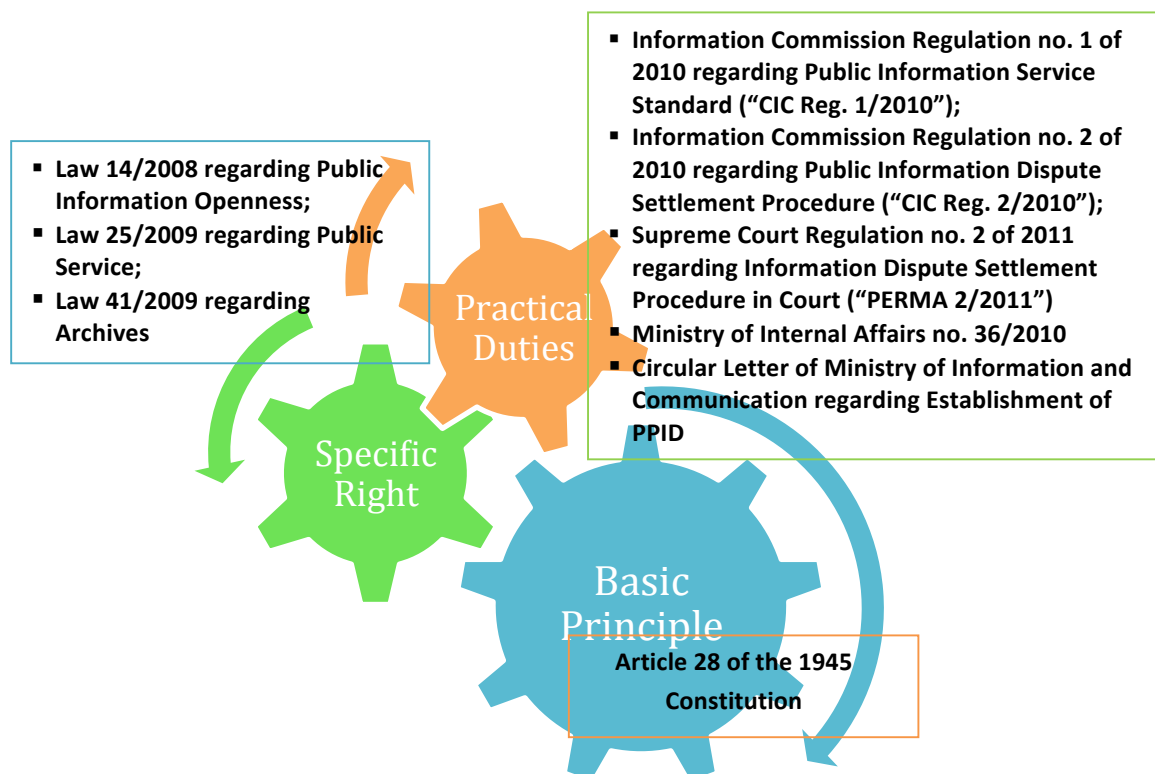 ▪ Information Commission Regulation no. 1 of
2010 regarding Public Information Service
Standard (“CIC Reg. 1/2010”);
▪ Information Commission Regulation no. 2 of
2010 regarding Public Information Dispute
Settlement Procedure (“CIC Reg. 2/2010”);
▪ Supreme Court Regulation no. 2 of 2011
regarding Information Dispute Settlement
Procedure in Court (“PERMA 2/2011”)
▪ Ministry of Internal Affairs no. 36/2010
▪ Circular Letter of Ministry of Information and
Communication regarding Establishment of
PPID
▪ Law 14/2008 regarding Public
Information Openness;
▪ Law 25/2009 regarding Public
Service;
▪ Law 41/2009 regarding
Archives
Practical
Duties
Specific
Right
Basic
Principle
Article 28 of the 1945
Constitution